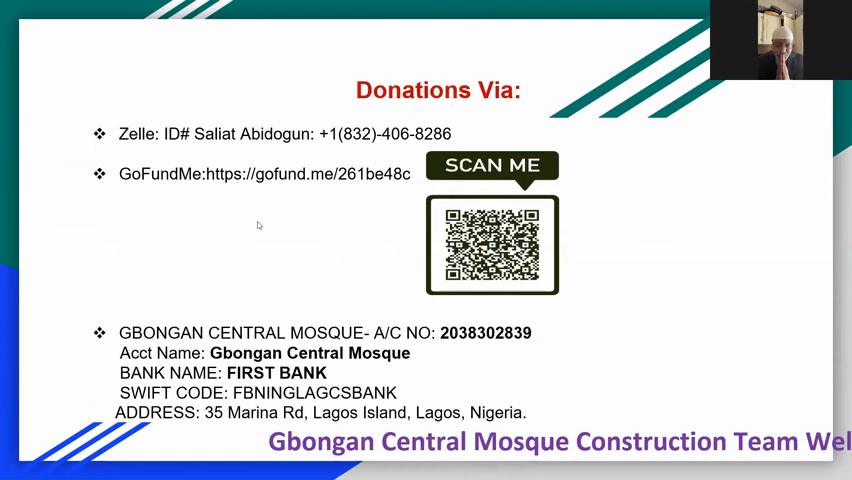 Donations Via:
❖ Zelle: ID# Saliat Abidogun: +1(832)-406-8286
❖ GoFundMe:https://gofund.me/261be48c
SCAN ME
❖ GBONGAN CENTRAL MOSQUE- A/C NO: 2038302839
Acct Name: Gbongan Central Mosque
BANK NAME: FIRST BANK
SWIFT CODE: FBNINGLAGCSBANK
ADDRESS: 35 Marina Rd, Lagos Island, Lagos, Nigeria.
Gbongan Central Mosque Construction Team Wel